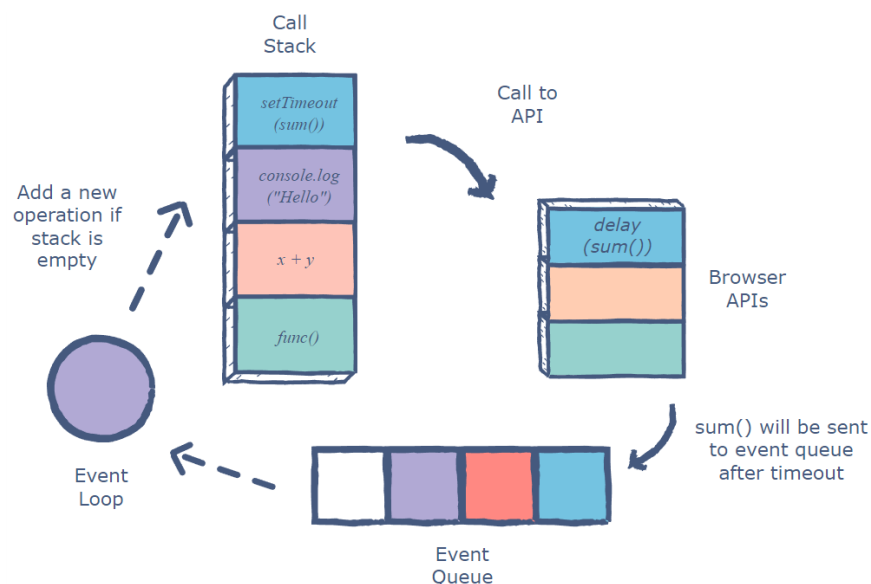 Call
Stack
setTimeout
(sum())
console.log
("Hello")
x + y
func()
Call to
API
delay
(sum())
Browser
APIs
sum() will be sent
to event queue
after timeout
Event
Queue
Event
Loop
Add a new
operation if
stack is
empty